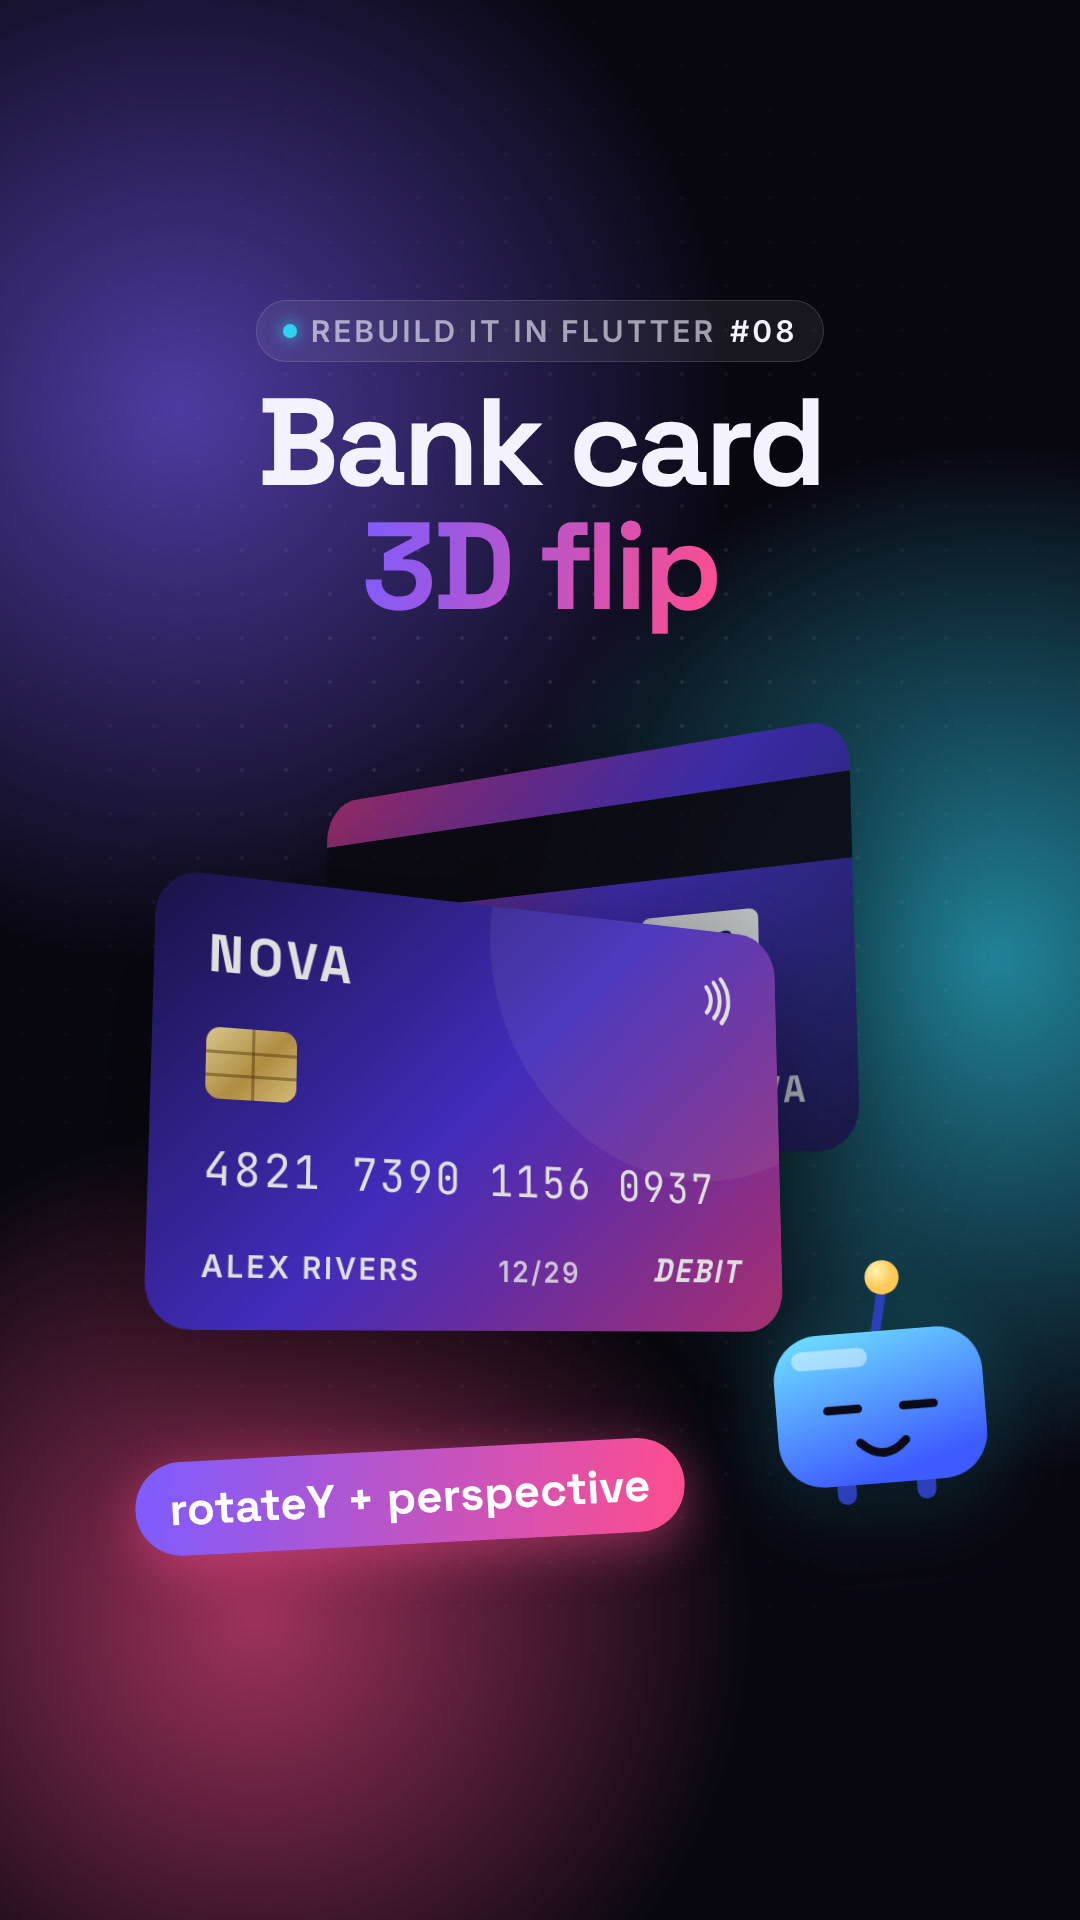 REBUILD IT IN FLUTTER #08
Bank card
3D flip
NOVA
4821 7390 1156 0937
ALEX RIVERS 12/29 DEBIT
rotateY + perspective